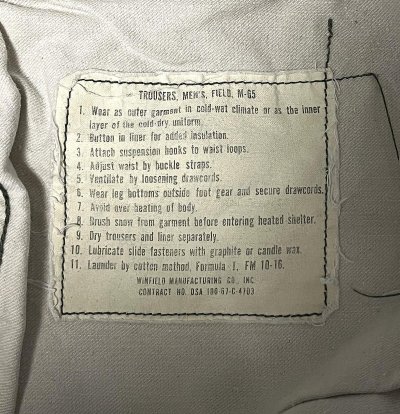 TROUSERS, MEN'S, FIELD, M-65
1. Wear as outer garment in cold-wet climate or as the inner
layer of the cold-dry uniform.
2. Button in liner for added insulation.
3. Attach suspension hooks to waist loops.
4. Adjust waist by buckle straps.
5. Ventilate by loosening drawcords.
6. Wear leg bottoms outside foot gear and secure drawcords.
7. Avoid over heating of body.
8. Brush snow from garment before entering heated shelter.
9. Dry trousers and liner separately.
10. Lubricate slide fasteners with graphite or candle wax.
11. Launder by cotton method, Formula I, FM 10-16.
WINFIELD MANUFACTURING CO., INC.
CONTRACT NO. DSA 100-67-C-4703